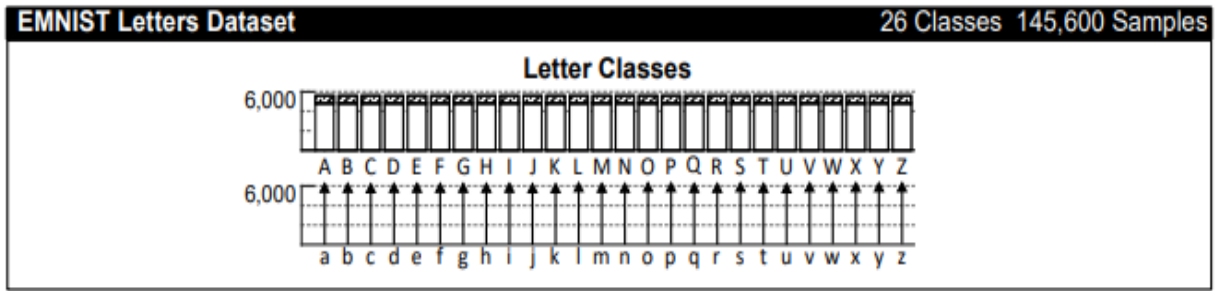 EMNIST Letters Dataset 26 Classes 145,600 Samples
Letter Classes
6,000
A B C D E F G H I J K L M N O P Q R S T U V W X Y Z
6,000
a b c d e f g h i j k l m n o p q r s t u v w x y z